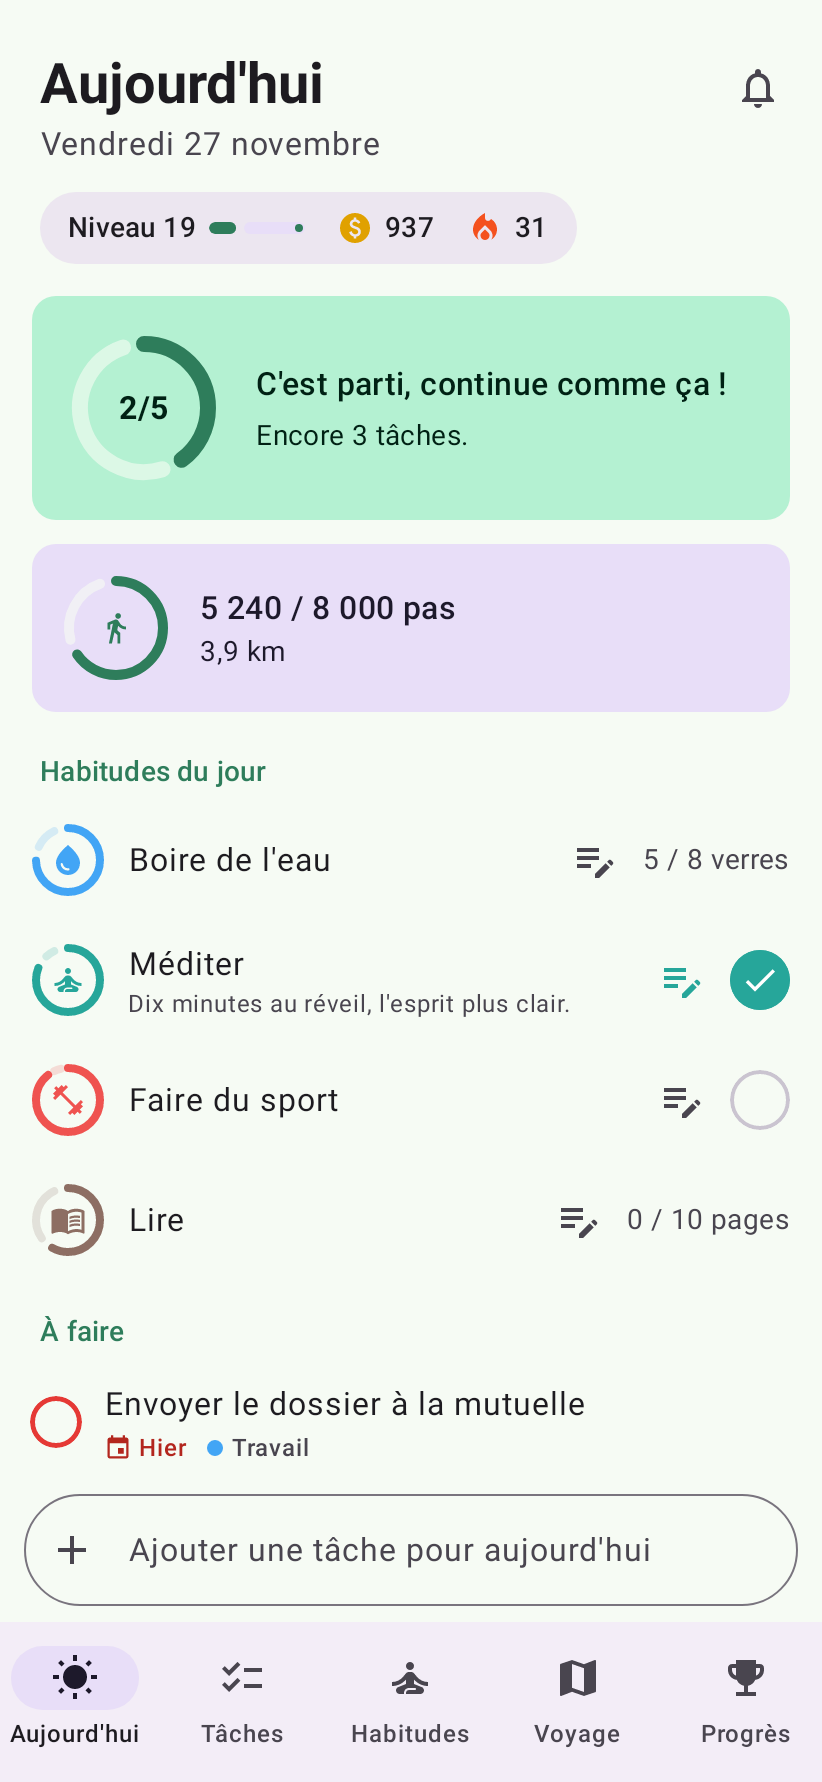 Aujourd'hui
Vendredi 27 novembre
Niveau 19 937 31
2/5
C'est parti, continue comme ça !
Encore 3 tâches.
5 240 / 8 000 pas
3,9 km
Habitudes du jour
Boire de l'eau 5 / 8 verres
Méditer
Dix minutes au réveil, l'esprit plus clair.
Faire du sport
Lire 0 / 10 pages
À faire
Envoyer le dossier à la mutuelle
Hier Travail
Ajouter une tâche pour aujourd'hui
Aujourd'hui Tâches Habitudes Voyage Progrès